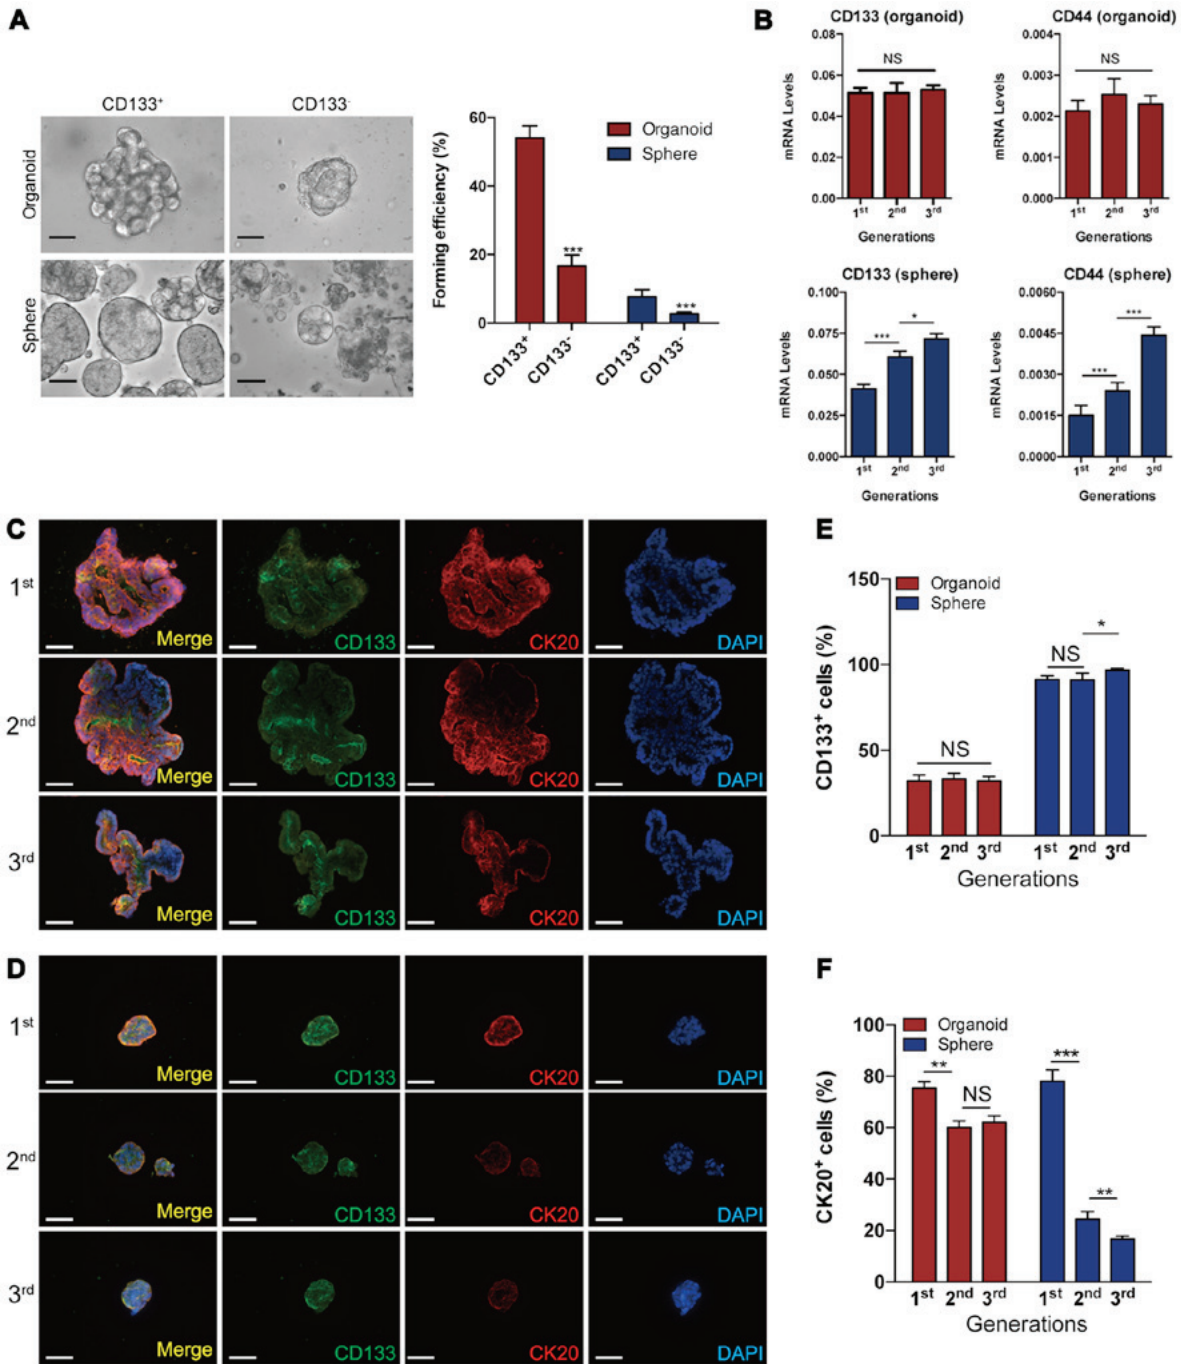 A
CD133⁺ CD133⁻
Organoid
Sphere
Forming efficiency (%)
60
40
20
0
Organoid
Sphere
***
***
CD133⁺ CD133⁻ CD133⁺ CD133⁻
B
CD133 (organoid)
mRNA Levels
0.08
0.06
0.04
0.02
0.00
NS
1st 2nd 3rd
Generations
CD44 (organoid)
mRNA Levels
0.004
0.003
0.002
0.001
0.000
NS
1st 2nd 3rd
Generations
CD133 (sphere)
mRNA Levels
0.100
0.075
0.050
0.025
0.000
*** *
1st 2nd 3rd
Generations
CD44 (sphere)
mRNA Levels
0.0060
0.0045
0.0030
0.0015
0.0000
*** ***
1st 2nd 3rd
Generations
C
1st
Merge CD133 CK20 DAPI
2nd
Merge CD133 CK20 DAPI
3rd
Merge CD133 CK20 DAPI
D
1st
Merge CD133 CK20 DAPI
2nd
Merge CD133 CK20 DAPI
3rd
Merge CD133 CK20 DAPI
E
CD133⁺ cells (%)
150
100
50
0
Organoid
Sphere
NS NS *
1st 2nd 3rd 1st 2nd 3rd
Generations
F
CK20⁺ cells (%)
100
80
60
40
20
0
Organoid
Sphere
** NS *** **
1st 2nd 3rd 1st 2nd 3rd
Generations